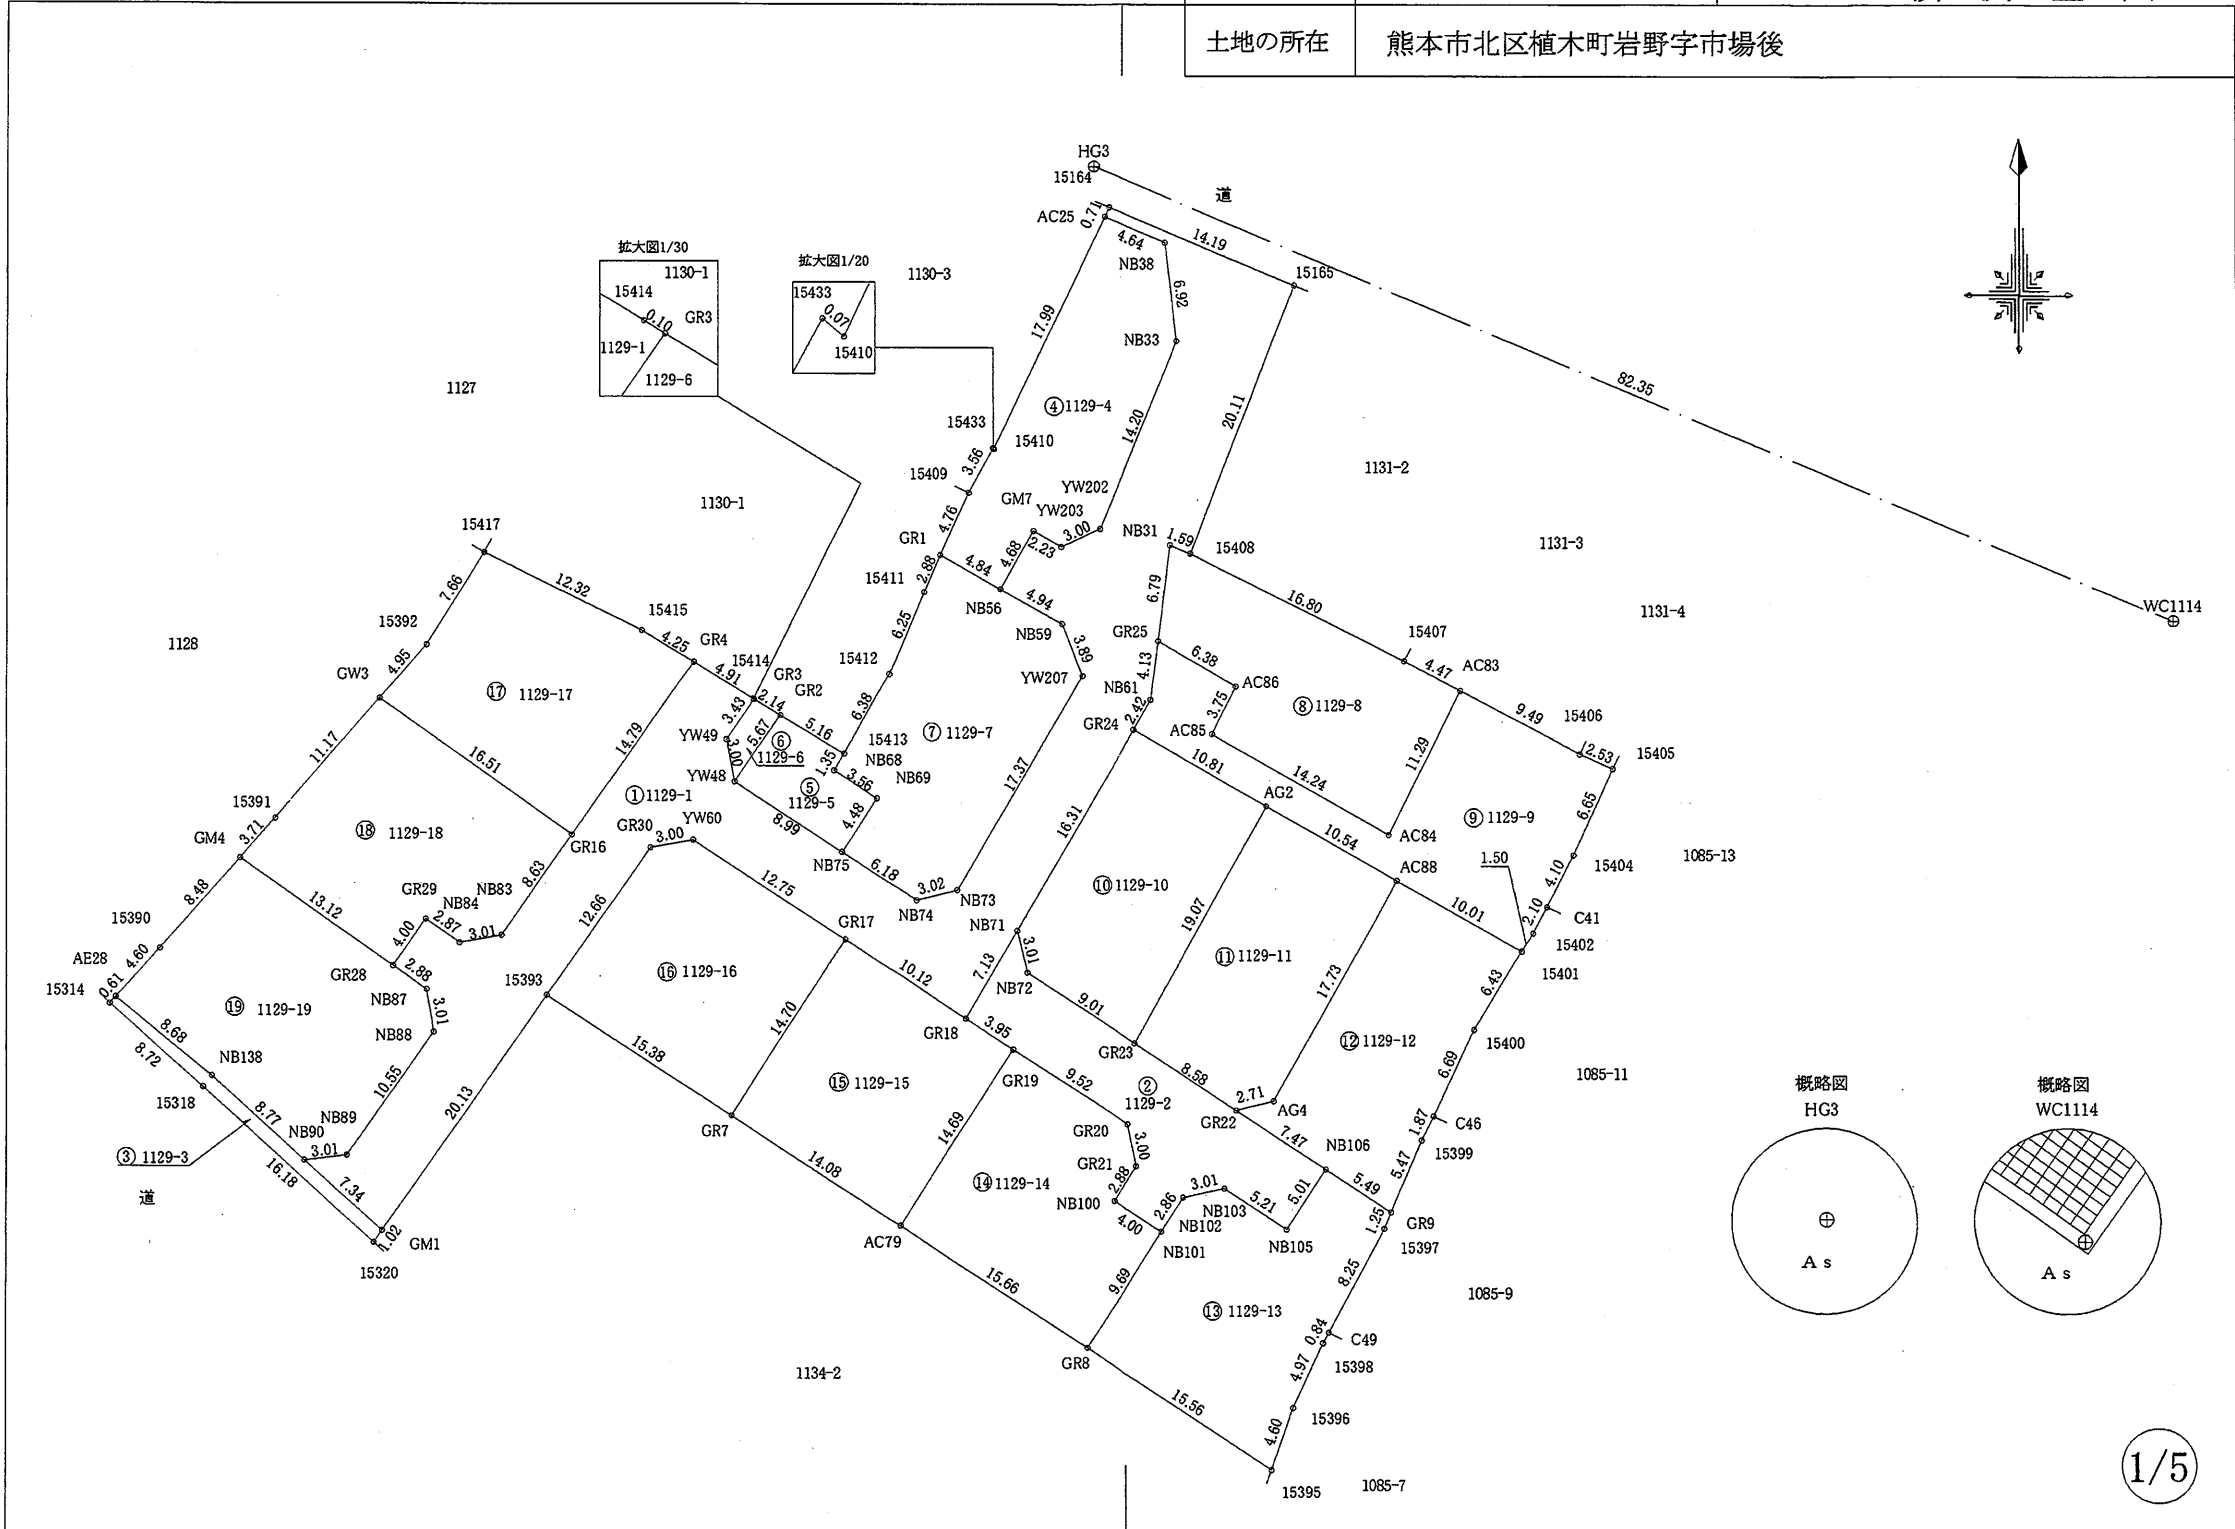 土地の所在
熊本市北区植木町岩野字市場後
HG3
15164
道
AC25
0.71
14.19
4.64
NB38
15165
6.92
NB33
17.99
20.11
82.35
WC1114
拡大図1/30
1130-1
15414
0.10
GR3
1129-1
1129-6
拡大図1/20
15433
0.07
15410
1130-3
1127
④1129-4
15433
15410
14.20
3.56
15409
YW202
GM7
YW203
3.00
2.23
4.68
4.76
GR1
1131-2
NB31
1.59
15408
1131-3
1130-1
15417
12.32
7.66
15415
4.25
GR4
15392
4.95
GW3
1128
15411
2.88
4.84
NB56
4.94
NB59
3.89
YW207
6.25
15412
6.38
6.79
GR25
6.38
4.13
NB61
2.42
GR24
16.80
15407
4.47
AC83
1131-4
AC86
3.75
AC85
⑧1129-8
9.49
15406
2.53
15405
11.29
14.24
AC84
15414
GR3
4.91
2.14
GR2
3.43
5.67
5.16
YW49
3.00
⑥
1129-6
15413
⑦1129-7
NB68
1.35
3.56
NB69
YW48
⑤
1129-5
4.48
8.99
NB75
6.18
3.02
NB74
NB73
17.37
⑰ 1129-17
14.79
11.17
16.51
15391
3.71
GM4
⑱ 1129-18
①1129-1
GR16
8.63
YW60
GR30
3.00
12.66
12.75
10.81
AG2
10.54
AC88
16.31
⑨1129-9
1.50
6.65
15404
4.10
1085-13
2.10
C41
10.01
15402
15401
6.43
⑩1129-10
19.07
NB71
3.01
NB72
7.13
9.01
GR23
⑪1129-11
17.73
⑫1129-12
15400
6.69
1085-11
8.48
15390
4.60
AE28
0.61
15314
13.12
GR29
NB84
NB83
4.00
2.87
3.01
GR28
2.88
NB87
3.01
NB88
⑲ 1129-19
8.68
8.72
NB138
15318
10.55
8.77
NB89
NB90
3.01
③1129-3
道
16.18
7.34
1.02
GM1
15320
15393
⑯1129-16
GR17
10.12
14.70
15.38
20.13
GR18
3.95
GR19
⑮1129-15
GR7
14.08
14.69
9.52
②
1129-2
8.58
2.71
AG4
GR22
7.47
NB106
GR20
3.00
GR21
2.88
NB100
4.00
2.86
3.01
NB103
NB102
NB101
5.21
5.01
NB105
5.49
1.87
C46
15399
5.47
1.25
GR9
15397
⑭1129-14
AC79
15.66
9.69
GR8
⑬1129-13
8.25
0.84
C49
15398
4.97
15396
4.60
15.56
15395
1085-9
1085-7
1134-2
概略図
HG3
As
概略図
WC1114
As
1/5